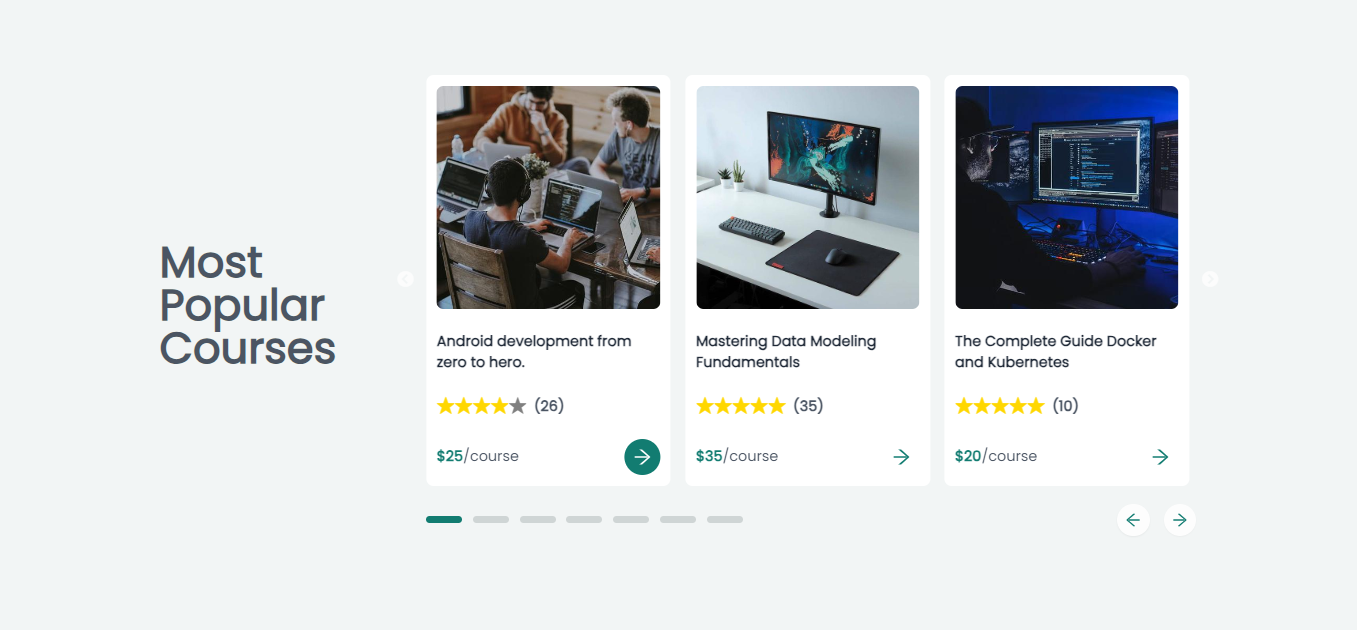 Most
Popular
Courses
Android development from
zero to hero.
(26)
$25/course
Mastering Data Modeling
Fundamentals
(35)
$35/course
The Complete Guide Docker
and Kubernetes
(10)
$20/course